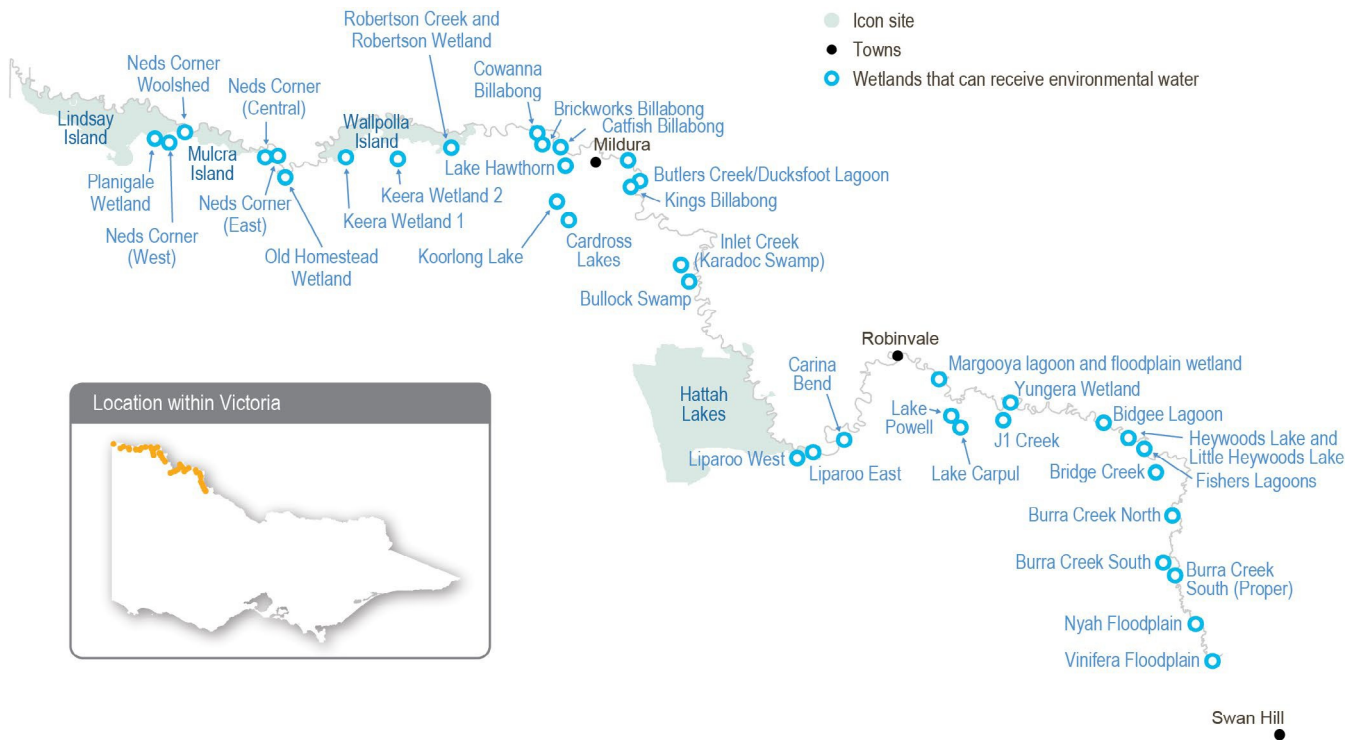 Icon site
Towns
Wetlands that can receive environmental water
Robertson Creek and
Robertson Wetland
Neds Corner
Woolshed
Neds Corner
(Central)
Cowanna
Billabong
Brickworks Billabong
Catfish Billabong
Lindsay
Island
Mulcra
Island
Wallpolla
Island
Mildura
Lake Hawthorn
Butlers Creek/Ducksfoot Lagoon
Kings Billabong
Planigale
Wetland
Neds Corner
(West)
Neds Corner
(East)
Old Homestead
Wetland
Keera Wetland 1
Keera Wetland 2
Koorlong Lake
Cardross
Lakes
Inlet Creek
(Karadoc Swamp)
Bullock Swamp
Robinvale
Hattah
Lakes
Carina
Bend
Margooya lagoon and floodplain wetland
Yungera Wetland
Lake
Powell
J1 Creek
Bidgee Lagoon
Heywoods Lake and
Little Heywoods Lake
Liparoo West
Liparoo East
Lake Carpul
Bridge Creek
Fishers Lagoons
Burra Creek North
Burra Creek South
Burra Creek
South (Proper)
Nyah Floodplain
Vinifera Floodplain
Swan Hill
Location within Victoria